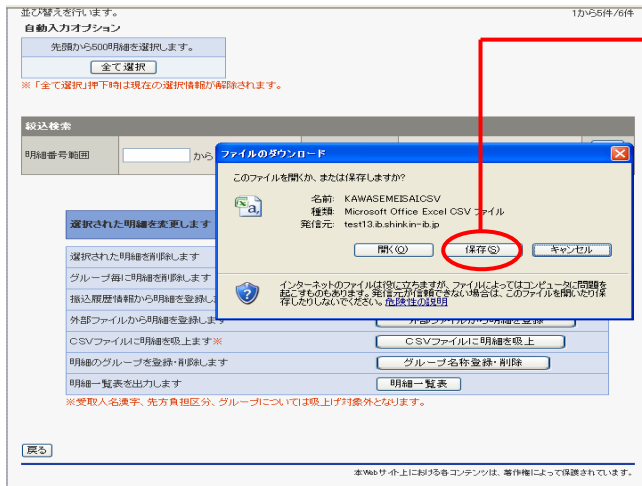 並び替えを行います。
1から6件/6件
自動入力オプション
先頭から500明細を選択します。
全て選択
※「全て選択」押下時は現在の選択情報が解除されます。
絞込検索
明細番号範囲
から
ファイルのダウンロード
このファイルを開くか、または保存しますか?
名前: KAWASEMEISAICSV
種類: Microsoft Office Excel CSV ファイル
発信元: test13.ib.shinkin-ib.jp
開く(O)
保存(S)
キャンセル
インターネットのファイルは役に立ちますが、ファイルによってはコンピュータに問題を
起こすものもあります。発信元が信頼できない場合は、このファイルを開いたり保
存したりしないでください。危険性の説明
選択された明細を変更します
選択された明細を削除します
グループ毎に明細を削除します
振込履歴情報から明細を登録し
外部ファイルから明細を登録します
外部ファイルから明細を登録
CSVファイルに明細を吸上ます※
CSVファイルに明細を吸上
明細のグループを登録・削除します
グループ名称登録・削除
明細一覧表を出力します
明細一覧表
※受取人名漢字、先方負担区分、グループについては吸上げ対象外となります。
戻る
本Webサイト上における各コンテンツは、著作権によって保護されています。